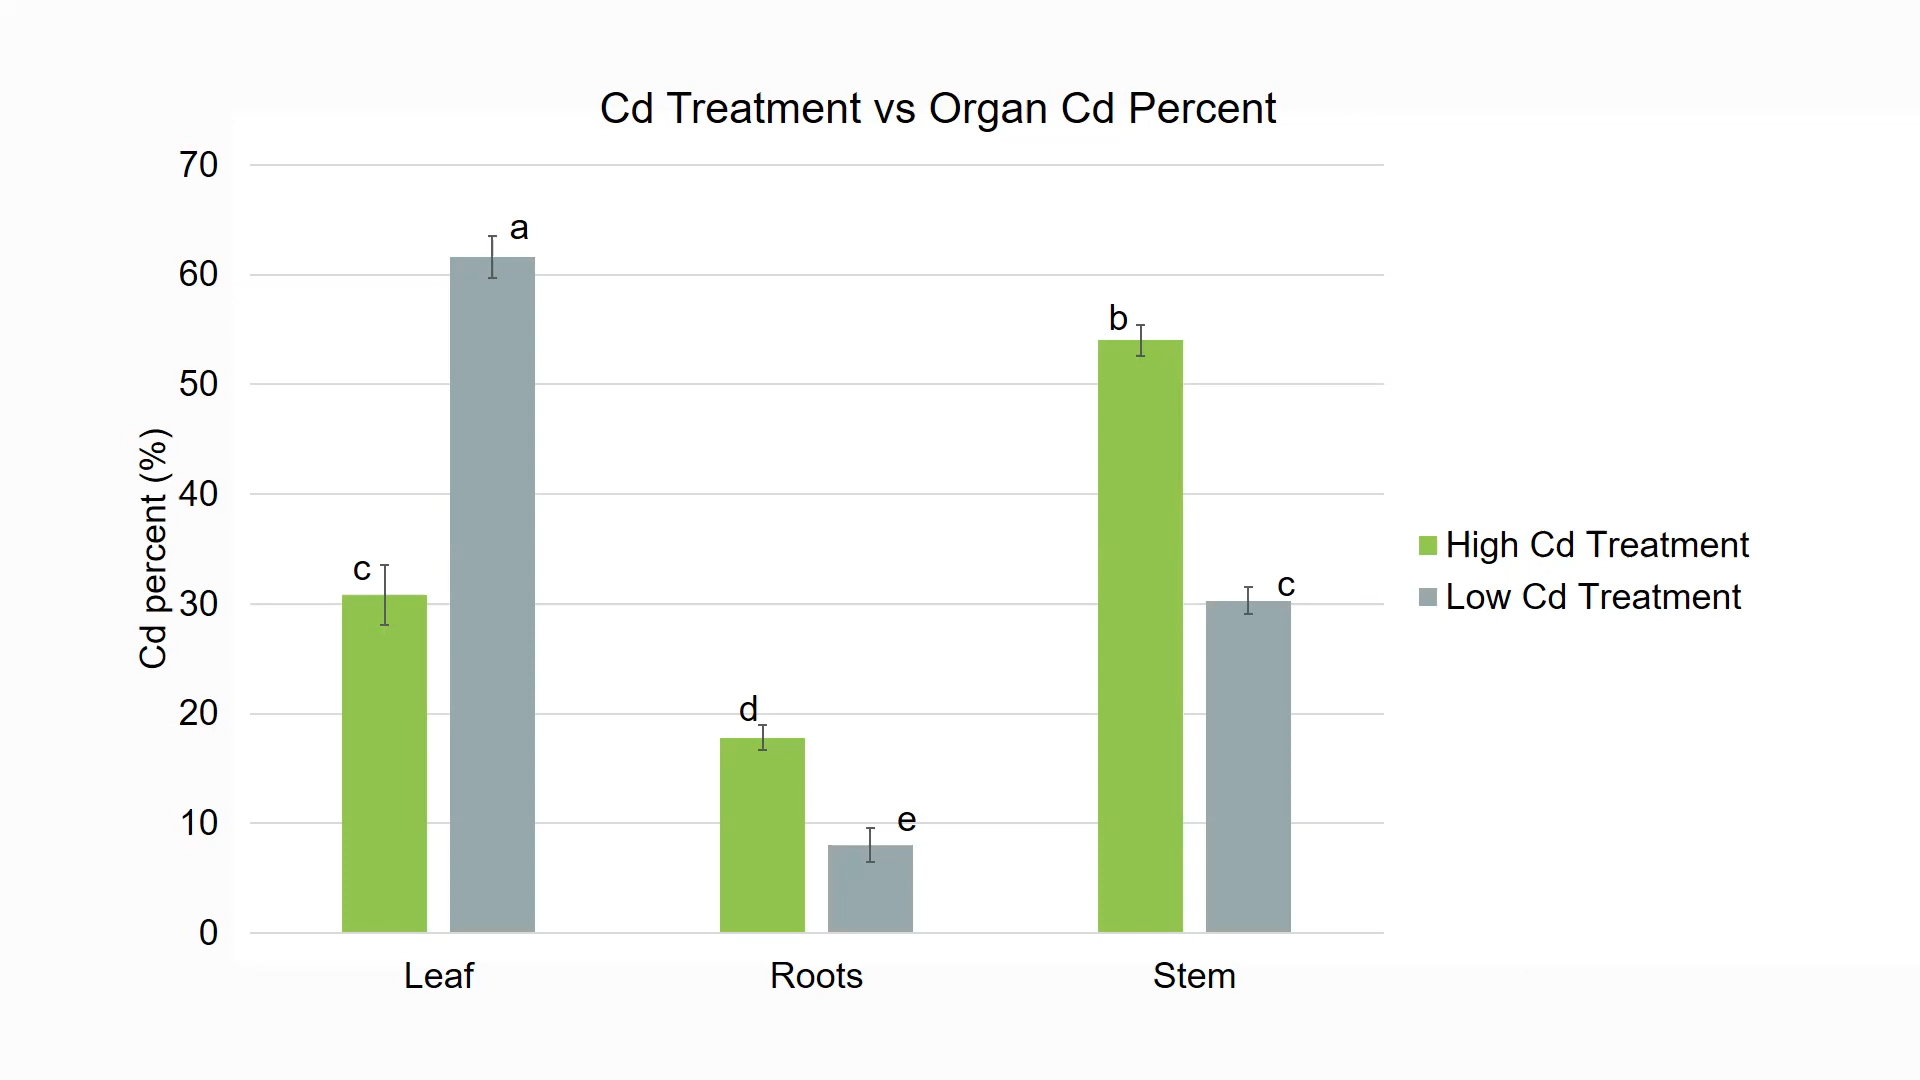 Cd Treatment vs Organ Cd Percent
70
60
50
40
30
20
10
0
Cd percent (%)
a
b
c
c
d
e
Leaf
Roots
Stem
High Cd Treatment
Low Cd Treatment